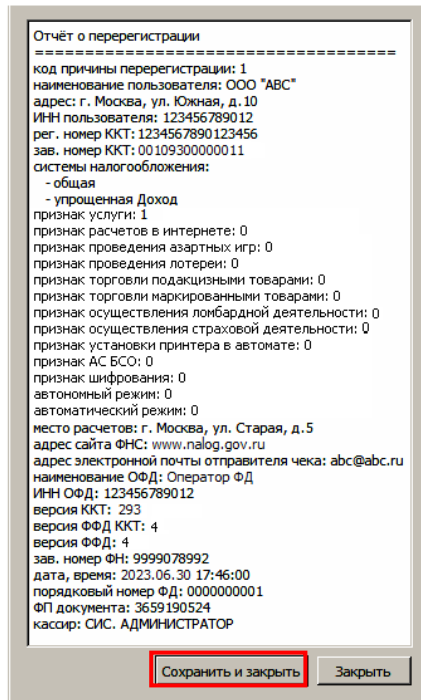 Отчёт о перерегистрации
=====================================
код причины перерегистрации: 1
наименование пользователя: ООО "АВС"
адрес: г. Москва, ул. Южная, д.10
ИНН пользователя: 123456789012
рег. номер ККТ: 1234567890123456
зав. номер ККТ: 00109300000011
системы налогообложения:
- общая
- упрощенная Доход
признак услуги: 1
признак расчетов в интернете: 0
признак проведения азартных игр: 0
признак проведения лотереи: 0
признак торговли подакцизными товарами: 0
признак торговли маркированными товарами: 0
признак осуществления ломбардной деятельности: 0
признак осуществления страховой деятельности: 0
признак установки принтера в автомате: 0
признак АС БСО: 0
признак шифрования: 0
автономный режим: 0
автоматический режим: 0
место расчетов: г. Москва, ул. Старая, д.5
адрес сайта ФНС: www.nalog.gov.ru
адрес электронной почты отправителя чека: abc@abc.ru
наименование ОФД: Оператор ФД
ИНН ОФД: 123456789012
версия ККТ: 293
версия ФФД ККТ: 4
версия ФФД: 4
зав. номер ФН: 9999078992
дата, время: 2023.06.30 17:46:00
порядковый номер ФД: 0000000001
ФП документа: 3659190524
кассир: СИС. АДМИНИСТРАТОР
Сохранить и закрыть Закрыть